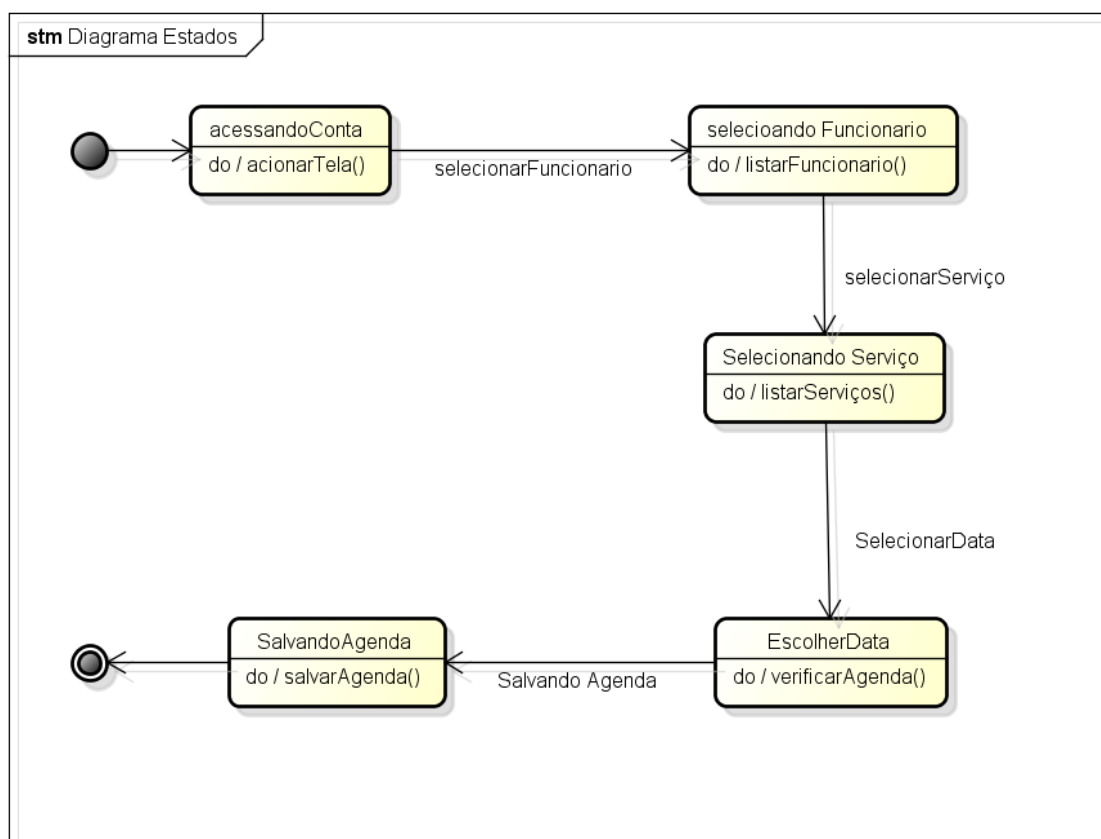 stm Diagrama Estados
acessandoConta
do / acionarTela()
selecionarFuncionario
selecioando Funcionario
do / listarFuncionario()
selecionarServiço
Selecionando Serviço
do / listarServiços()
SelecionarData
EscolherData
do / verificarAgenda()
Salvando Agenda
SalvandoAgenda
do / salvarAgenda()